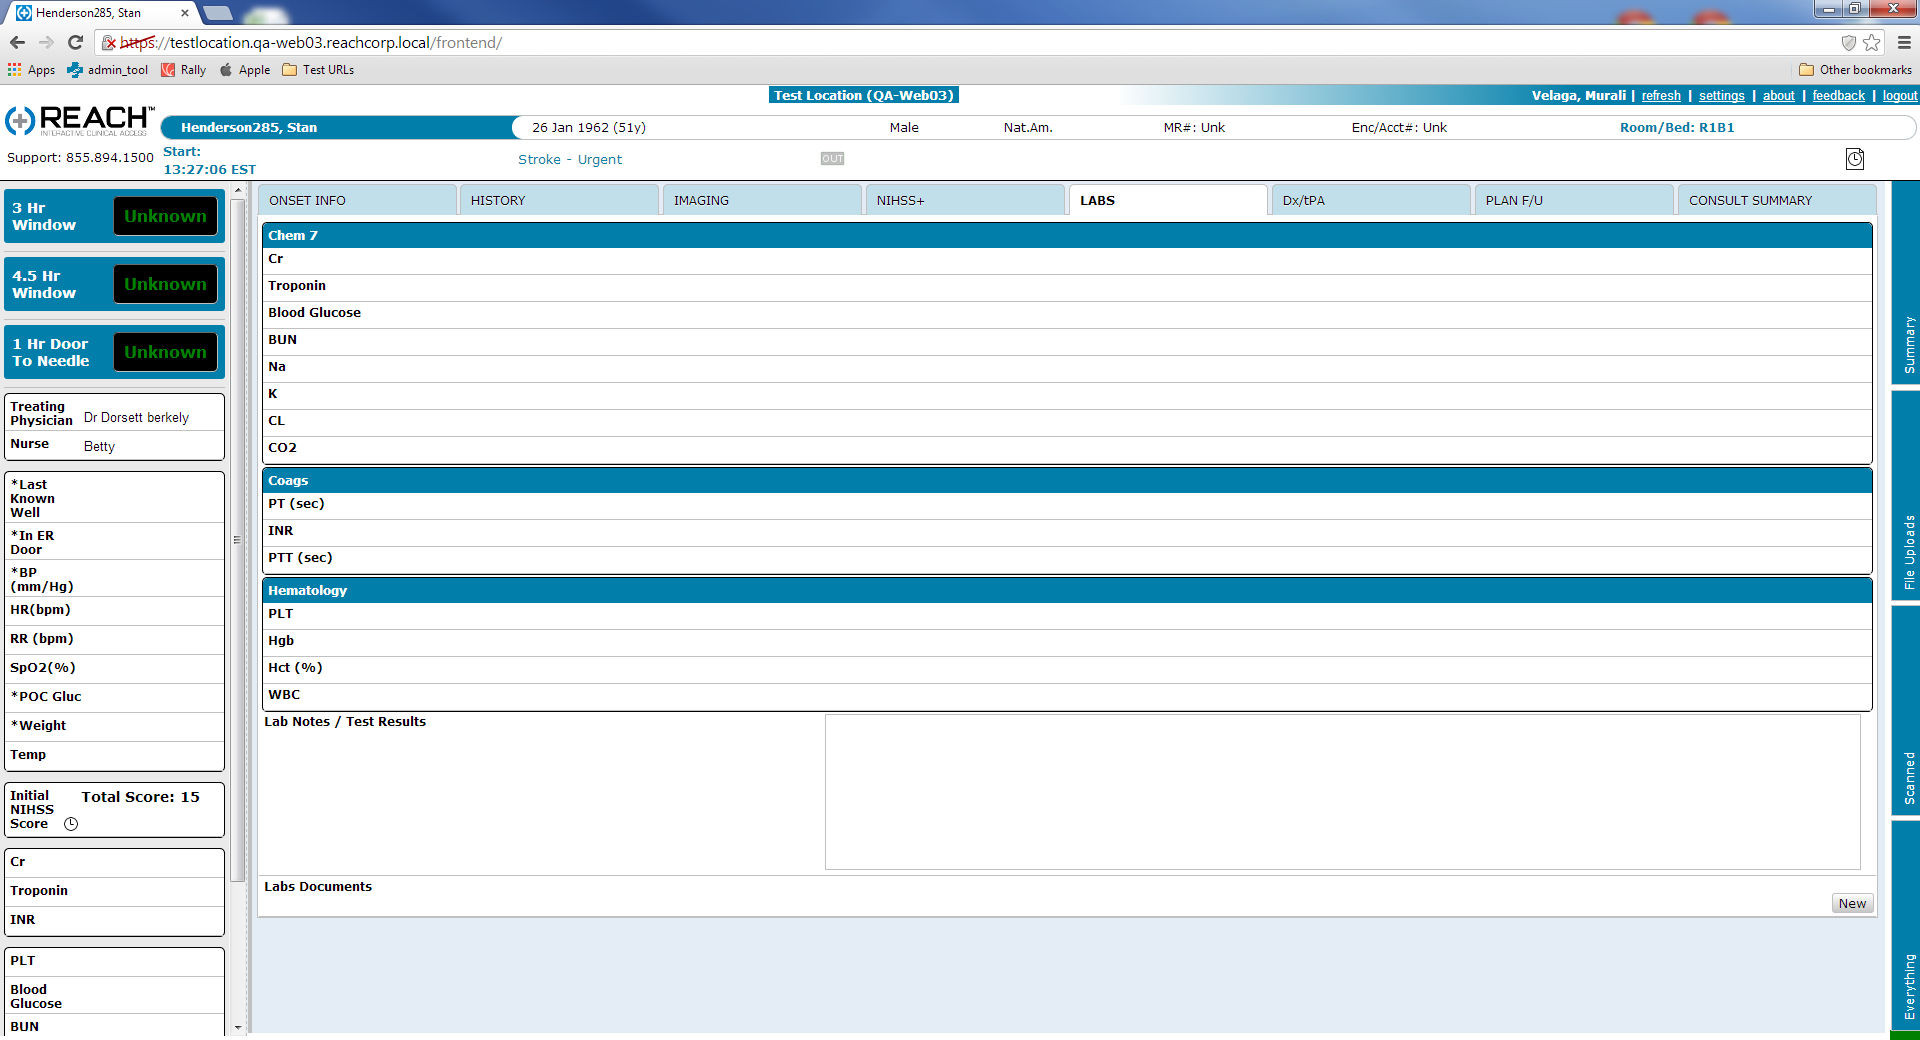 Henderson285, Stan
https://testlocation.qa-web03.reachcorp.local/frontend/
Apps admin_tool Rally Apple Test URLs Other bookmarks
Test Location (QA-Web03) Velaga, Murali | refresh | settings | about | feedback | logout
REACH™
INTERACTIVE CLINICAL ACCESS
Henderson285, Stan 26 Jan 1962 (51y) Male Nat.Am. MR#: Unk Enc/Acct#: Unk Room/Bed: R1B1
Support: 855.894.1500
Start:
13:27:06 EST
Stroke - Urgent
OUT
3 Hr
Window
Unknown
4.5 Hr
Window
Unknown
1 Hr Door
To Needle
Unknown
Treating
Physician
Dr Dorsett berkely
Nurse
Betty
*Last
Known
Well
*In ER
Door
*BP
(mm/Hg)
HR(bpm)
RR (bpm)
SpO2(%)
*POC Gluc
*Weight
Temp
Initial
NIHSS
Score
Total Score: 15
Cr
Troponin
INR
PLT
Blood
Glucose
BUN
ONSET INFO HISTORY IMAGING NIHSS+ LABS Dx/tPA PLAN F/U CONSULT SUMMARY
Chem 7
Cr
Troponin
Blood Glucose
BUN
Na
K
CL
CO2
Coags
PT (sec)
INR
PTT (sec)
Hematology
PLT
Hgb
Hct (%)
WBC
Lab Notes / Test Results
Labs Documents
New
Summary
File Uploads
Scanned
Everything